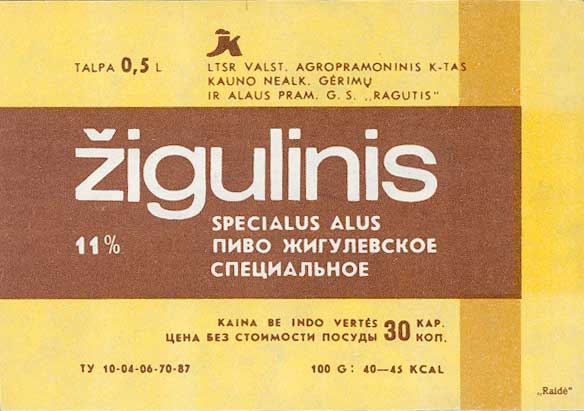 TALPA 0,5 L
LTSR VALST. AGROPRAMONINIS K-TAS
KAUNO NEALK. GĖRIMŲ
IR ALAUS PRAM. G. S. ,,RAGUTIS"
žigulinis
SPECIALUS ALUS
11% ПИВО ЖИГУЛЕВСКОЕ
СПЕЦИАЛЬНОЕ
KAINA BE INDO VERTĖS 30 KAP.
ЦЕНА БЕЗ СТОИМОСТИ ПОСУДЫ КОП.
ТУ 10-04-06-70-87
100 G: 40—45 KCAL
„Raidė"